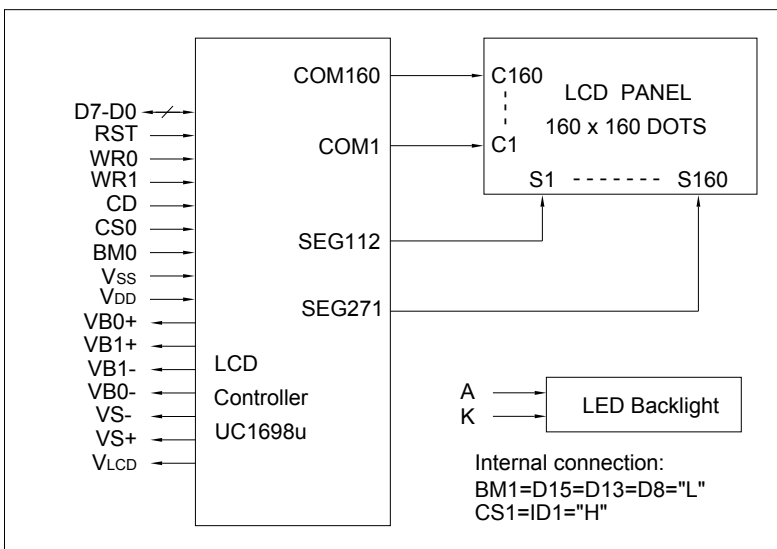 COM160
C160
LCD PANEL
D7-D0
160 x 160 DOTS
RST
COM1
C1
WR0
WR1
S1
S160
CD
CS0
SEG112
BM0
VSS
VDD
SEG271
VB0+
VB1+
VB1-
LCD
VB0-
Controller
A
LED Backlight
VS-
K
VS+
UC1698u
VLCD
Internal connection:
BM1=D15=D13=D8="L"
CS1=ID1="H"